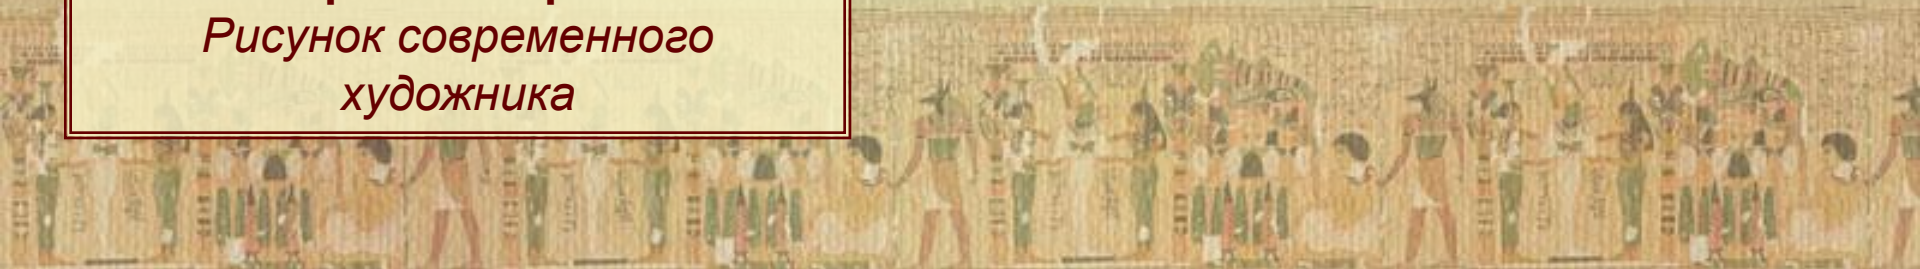 Рисунок современного
художника